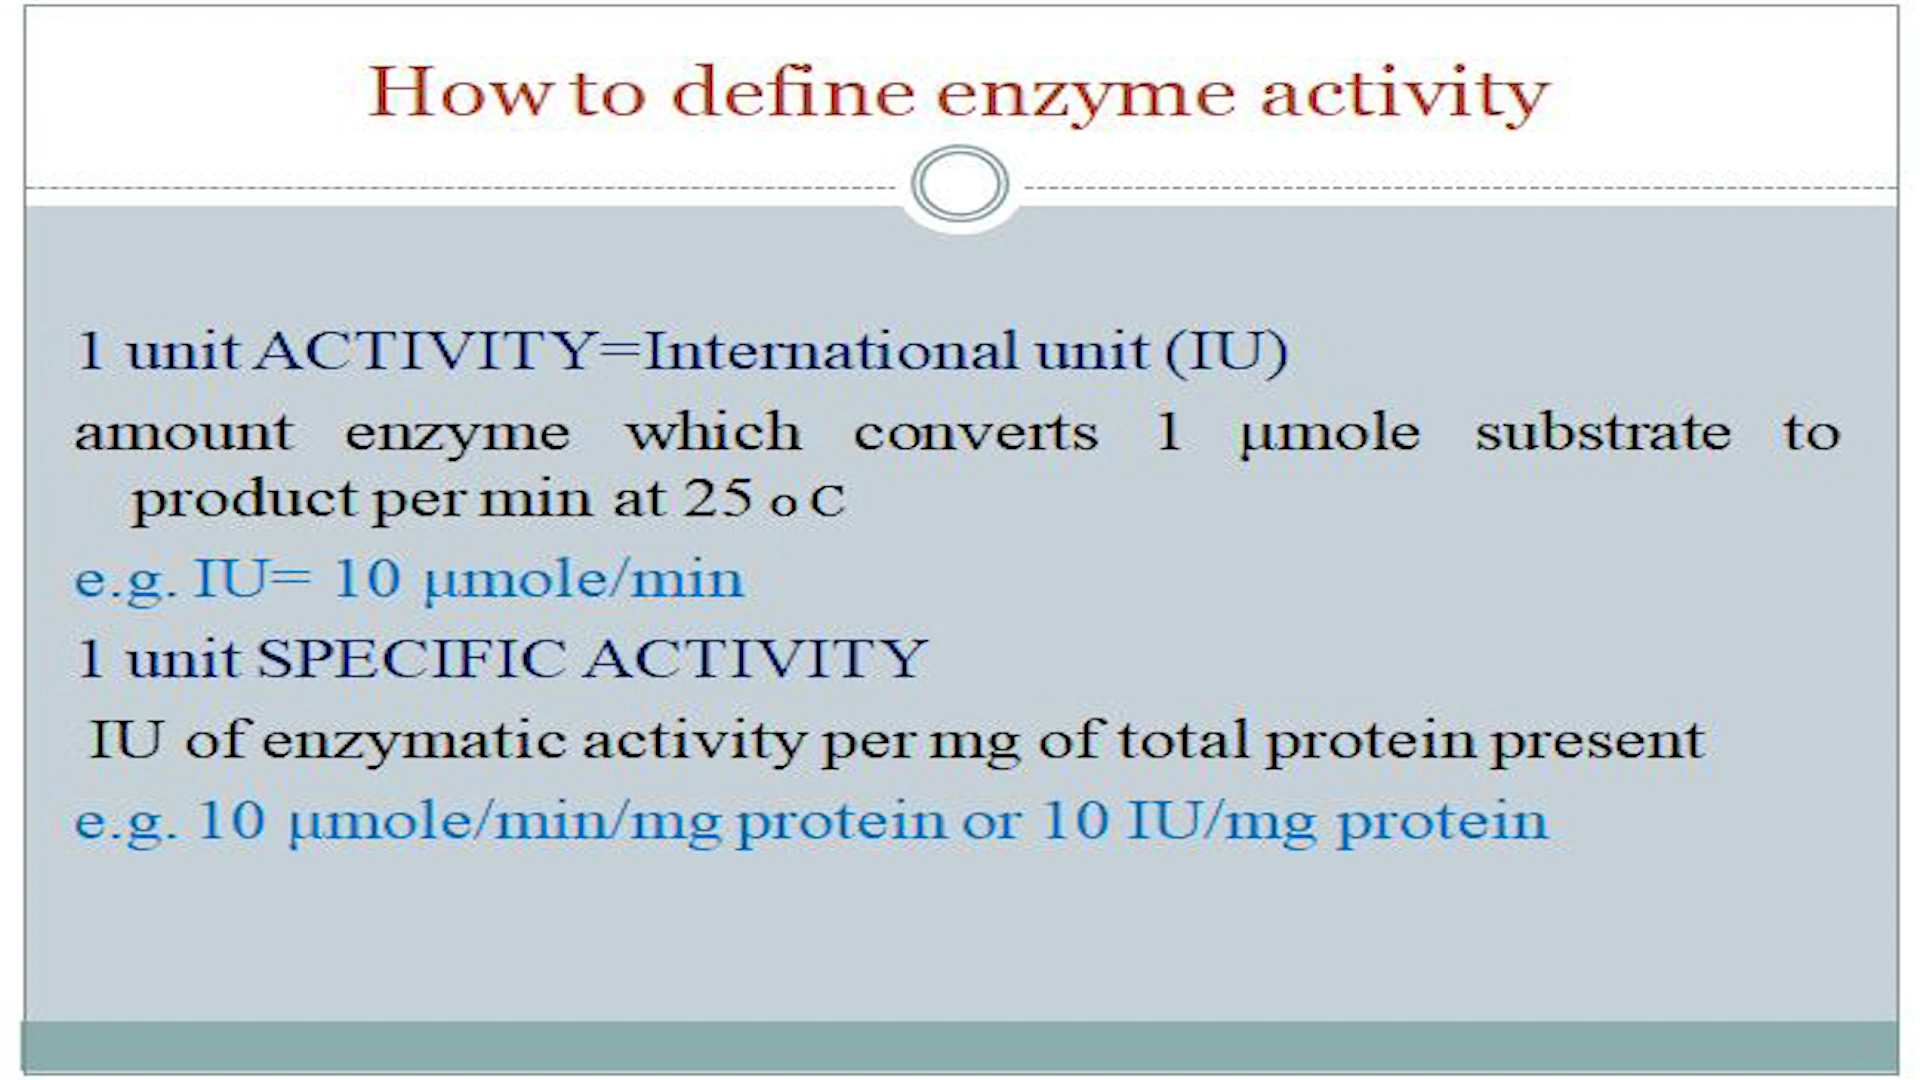 How to define enzyme activity
1 unit ACTIVITY=International unit (IU)
amount enzyme which converts 1 µmole substrate to
product per min at 25 o C
e.g. IU= 10 µmole/min
1 unit SPECIFIC ACTIVITY
IU of enzymatic activity per mg of total protein present
e.g. 10 µmole/min/mg protein or 10 IU/mg protein